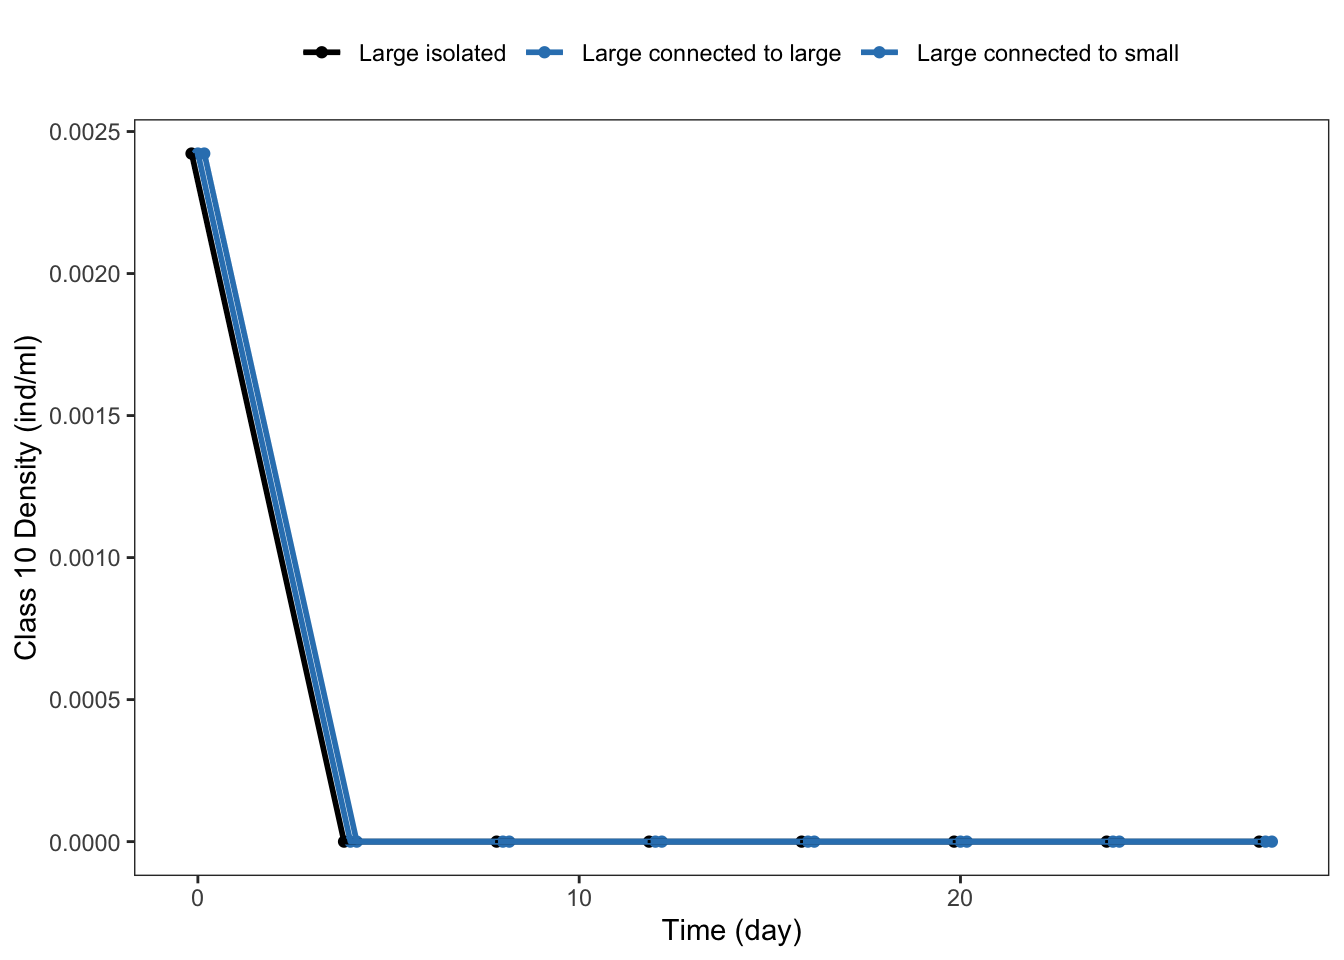 Large isolated Large connected to large Large connected to small
0.0025
0.0020
0.0015
0.0010
0.0005
0.0000
Class 10 Density (ind/ml)
0 10 20
Time (day)